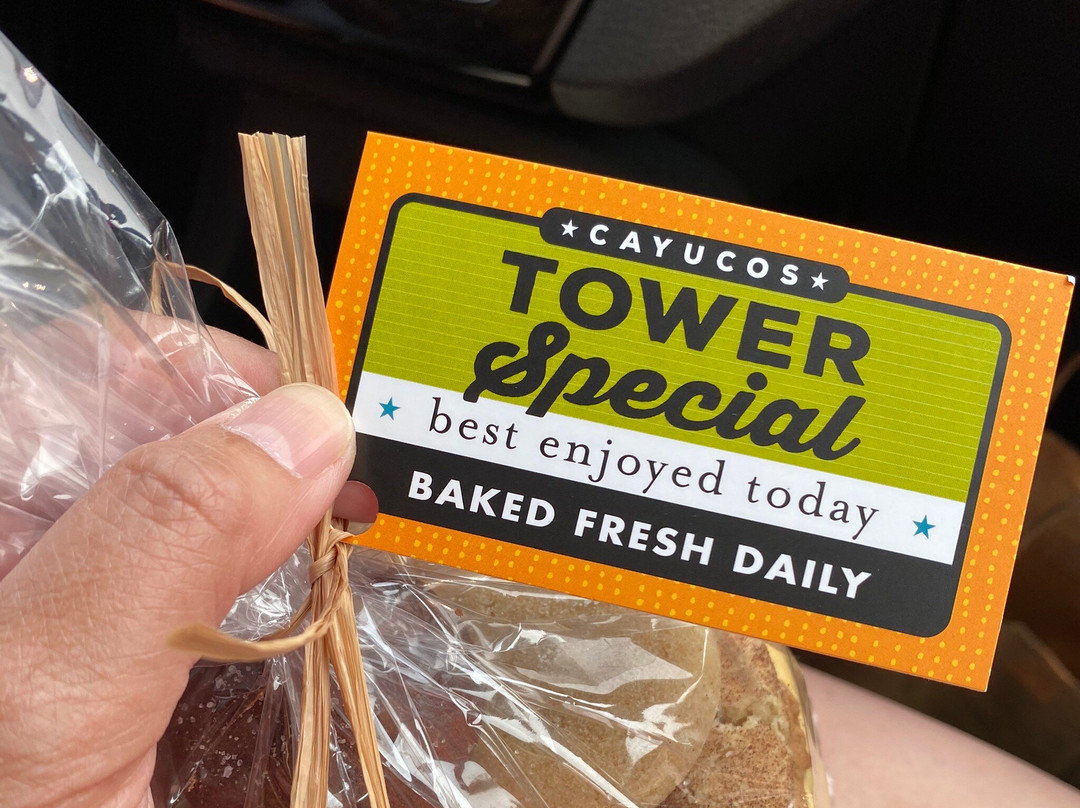 ★CAYUCOS★
TOWER
Special
★ best enjoyed today ★
BAKED FRESH DAILY